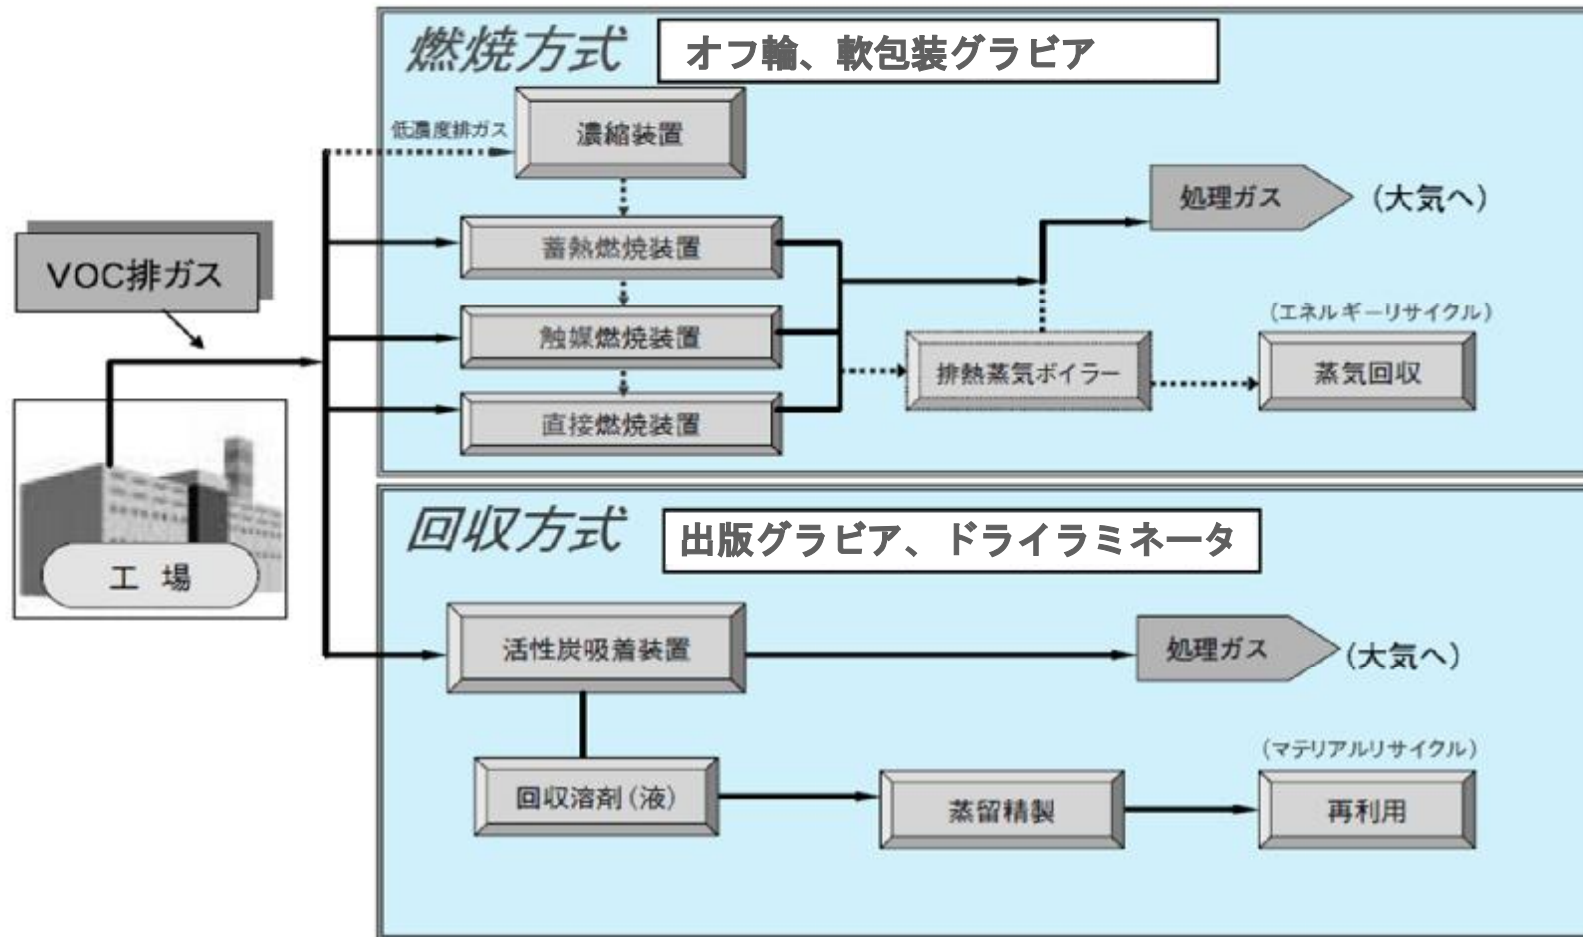 燃焼方式
オフ輪、軟包装グラビア
低濃度排ガス
濃縮装置
処理ガス
(大気へ)
蓄熱燃焼装置
VOC排ガス
(エネルギーリサイクル)
触媒燃焼装置
排熱蒸気ボイラー
蒸気回収
直接燃焼装置
工 場
回収方式
出版グラビア、ドライラミネータ
活性炭吸着装置
処理ガス
(大気へ)
(マテリアルリサイクル)
回収溶剤(液)
蒸留精製
再利用